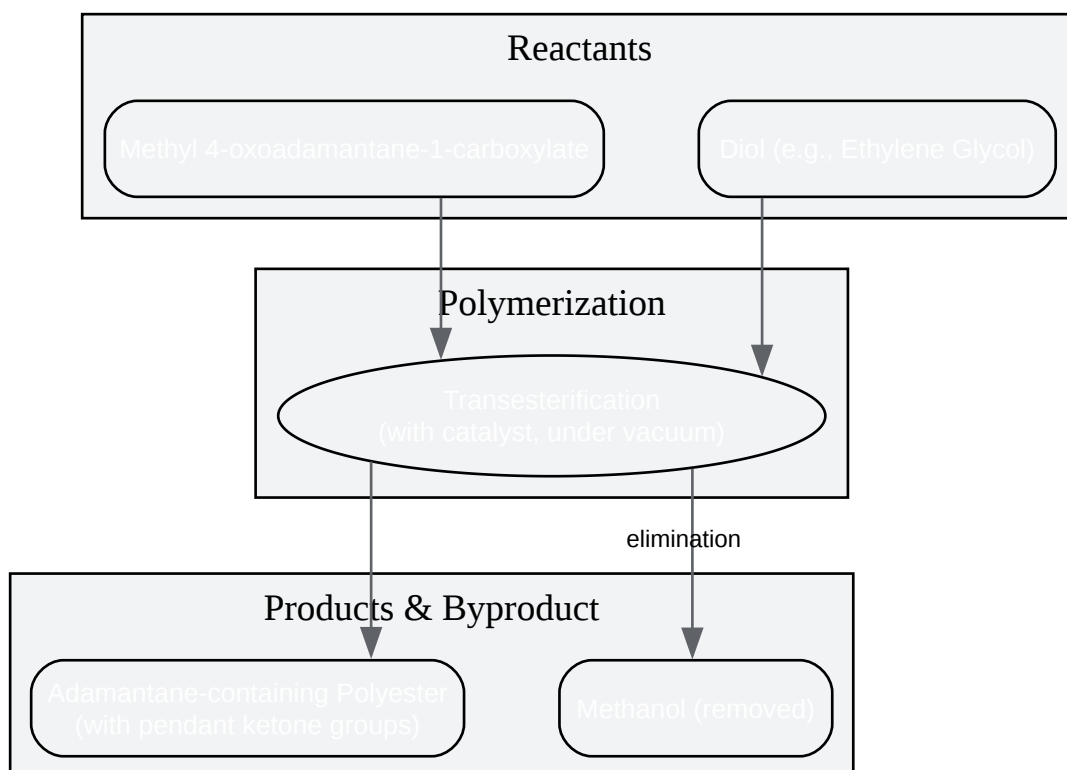 Reactants
Methyl 4-oxoadamantane-1-carboxylate
Diol (e.g., Ethylene Glycol)
Polymerization
Transesterification
(with catalyst, under vacuum)
elimination
Products & Byproduct
Adamantane-containing Polyester
(with pendant ketone groups)
Methanol (removed)